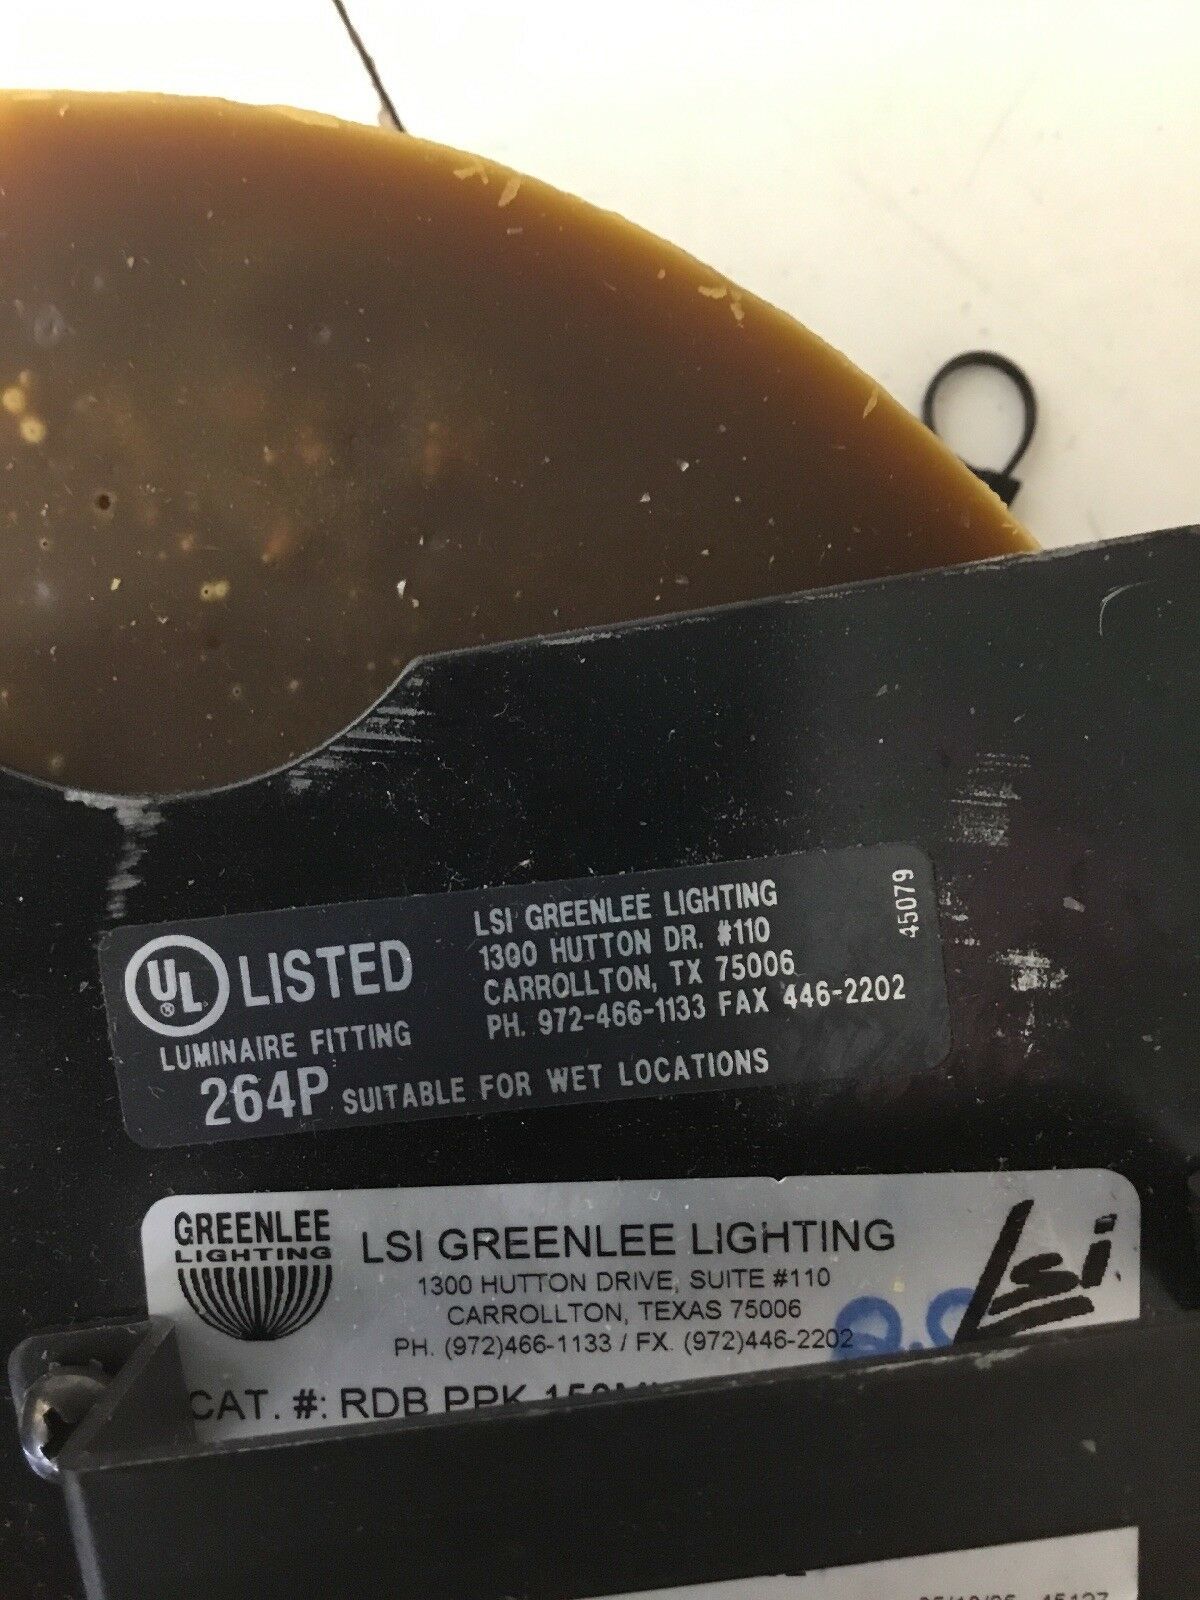 UL® LISTED
LUMINAIRE FITTING
264P SUITABLE FOR WET LOCATIONS
LSI GREENLEE LIGHTING
1300 HUTTON DR. #110
CARROLLTON, TX 75006
PH. 972-466-1133 FAX 446-2202
45079
GREENLEE
LIGHTING
LSI GREENLEE LIGHTING
1300 HUTTON DRIVE, SUITE #110
CARROLLTON, TEXAS 75006
PH. (972)466-1133 / FX. (972)446-2202
Lsi
CAT. #: RDB PPK